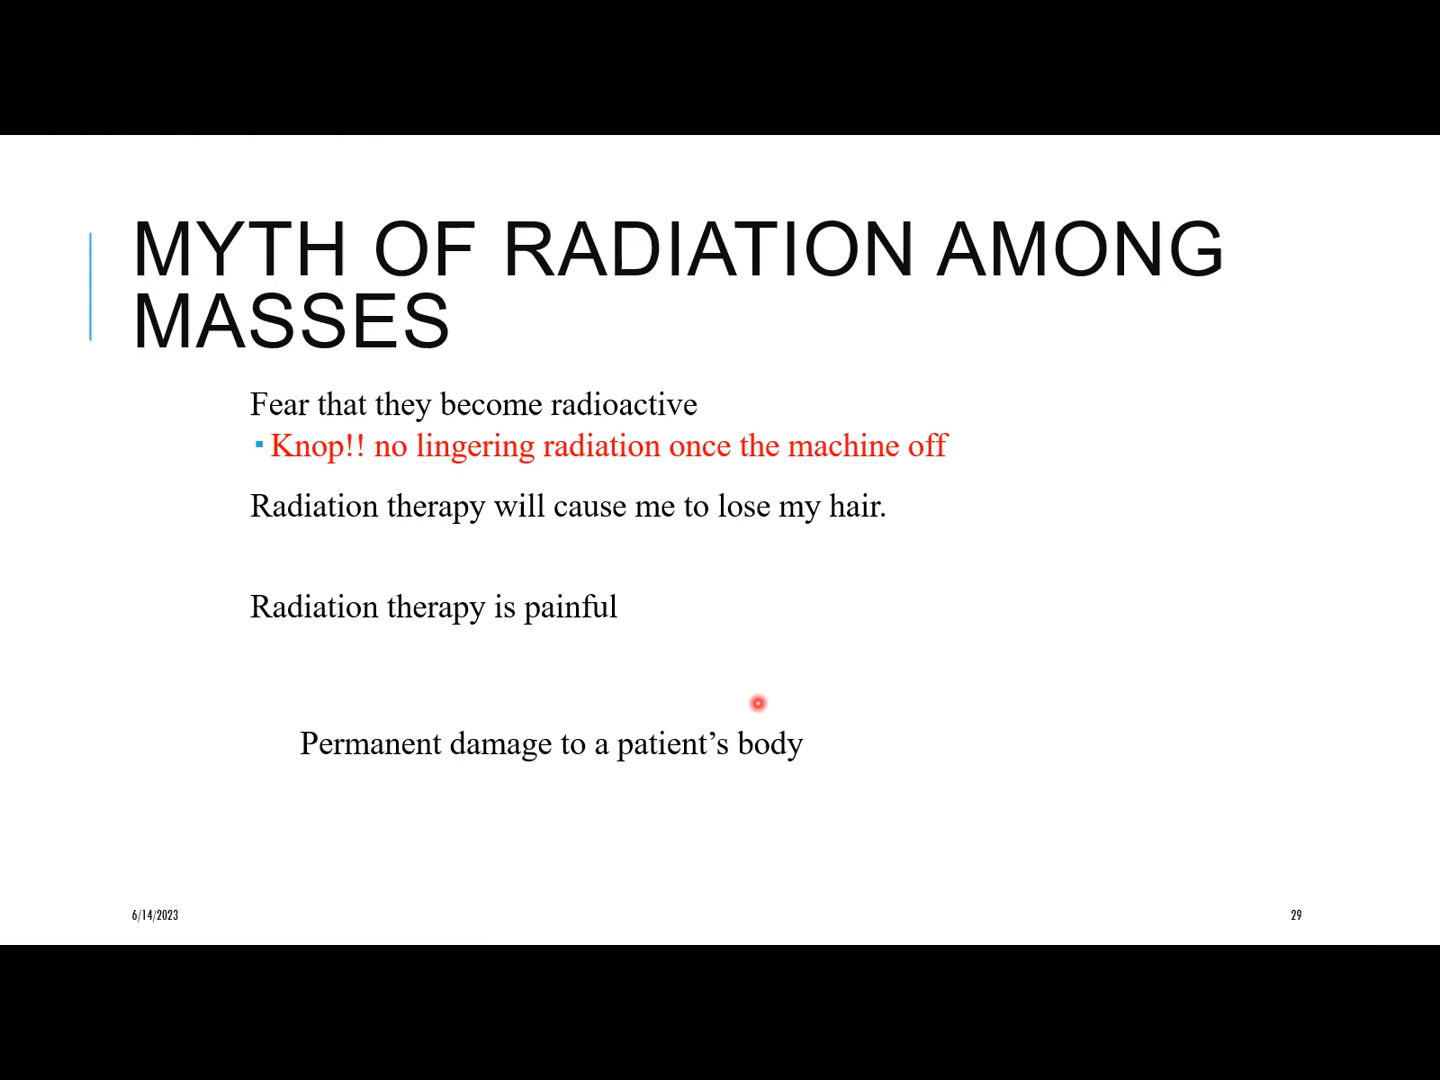 MYTH OF RADIATION AMONG
MASSES
Fear that they become radioactive
▪ Knop!! no lingering radiation once the machine off
Radiation therapy will cause me to lose my hair.
Radiation therapy is painful
Permanent damage to a patient’s body
6/14/2023
29